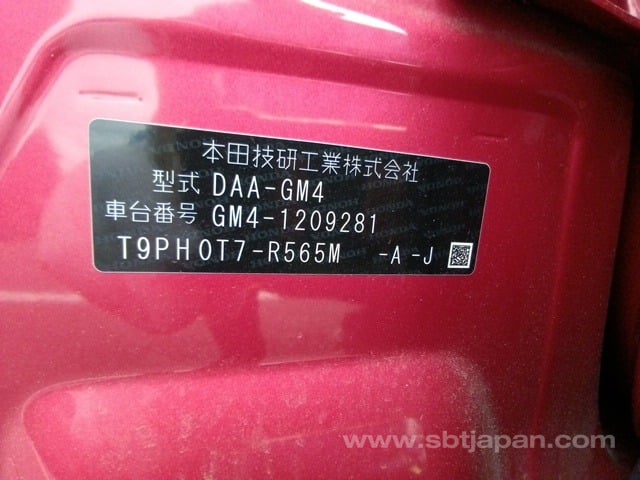 本田技研工業株式会社
型式 DAA-GM4
車台番号 GM4-1209281
T9PH0T7-R565M -A -J
www.sbtjapan.com